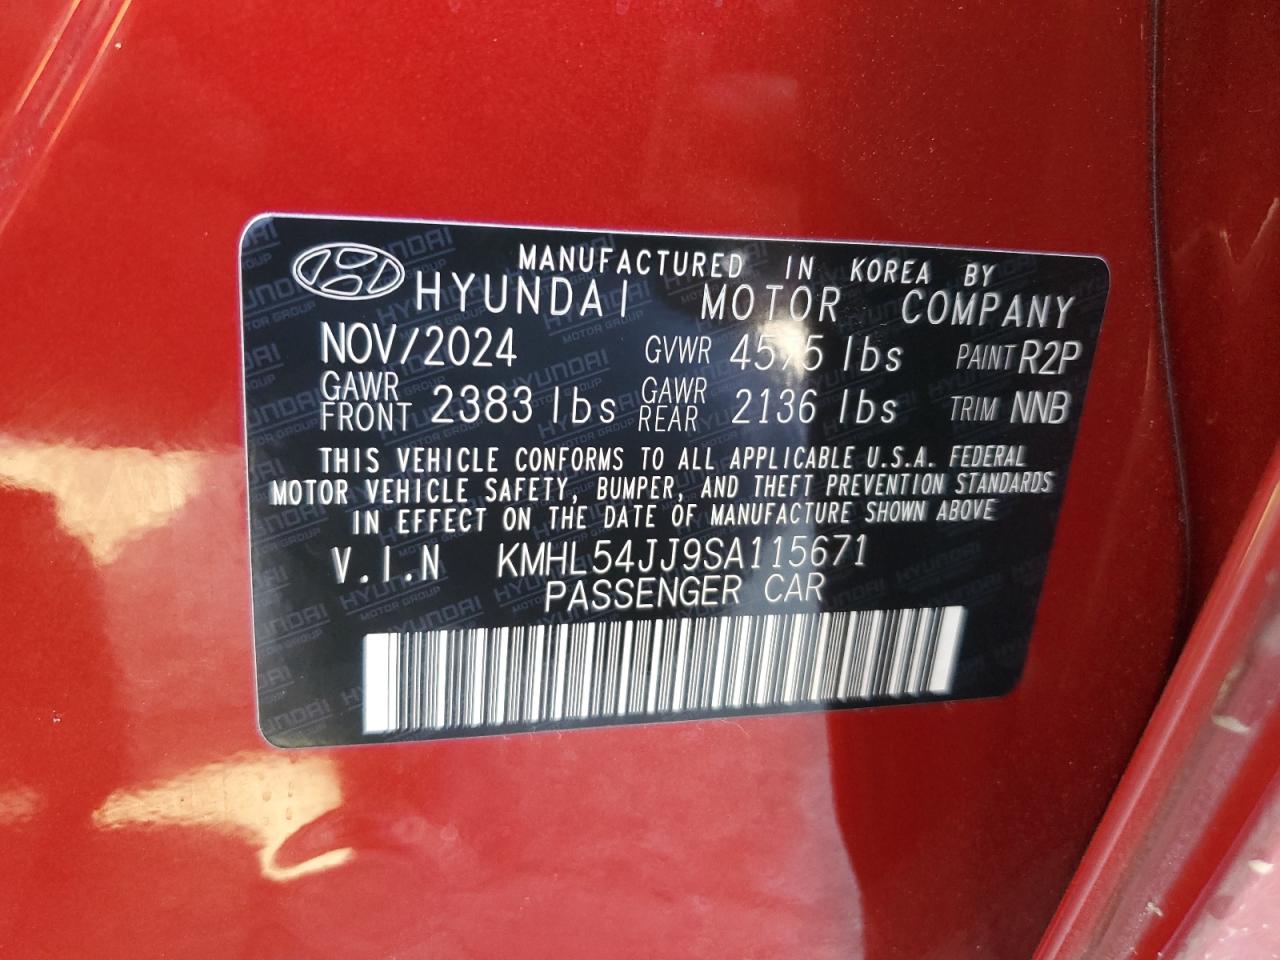 MANUFACTURED IN KOREA BY
HYUNDAI MOTOR COMPANY
NOV/2024 GVWR lbs PAINT R2P
GAWR FRONT 2383 lbs GAWR REAR 2136 lbs TRIM NNB
THIS VEHICLE CONFORMS TO ALL APPLICABLE U.S.A. FEDERAL
MOTOR VEHICLE SAFETY, BUMPER, AND THEFT PREVENTION STANDARDS
IN EFFECT ON THE DATE OF MANUFACTURE SHOWN ABOVE
V.I.N KMHL54JJ9SA115671
PASSENGER CAR